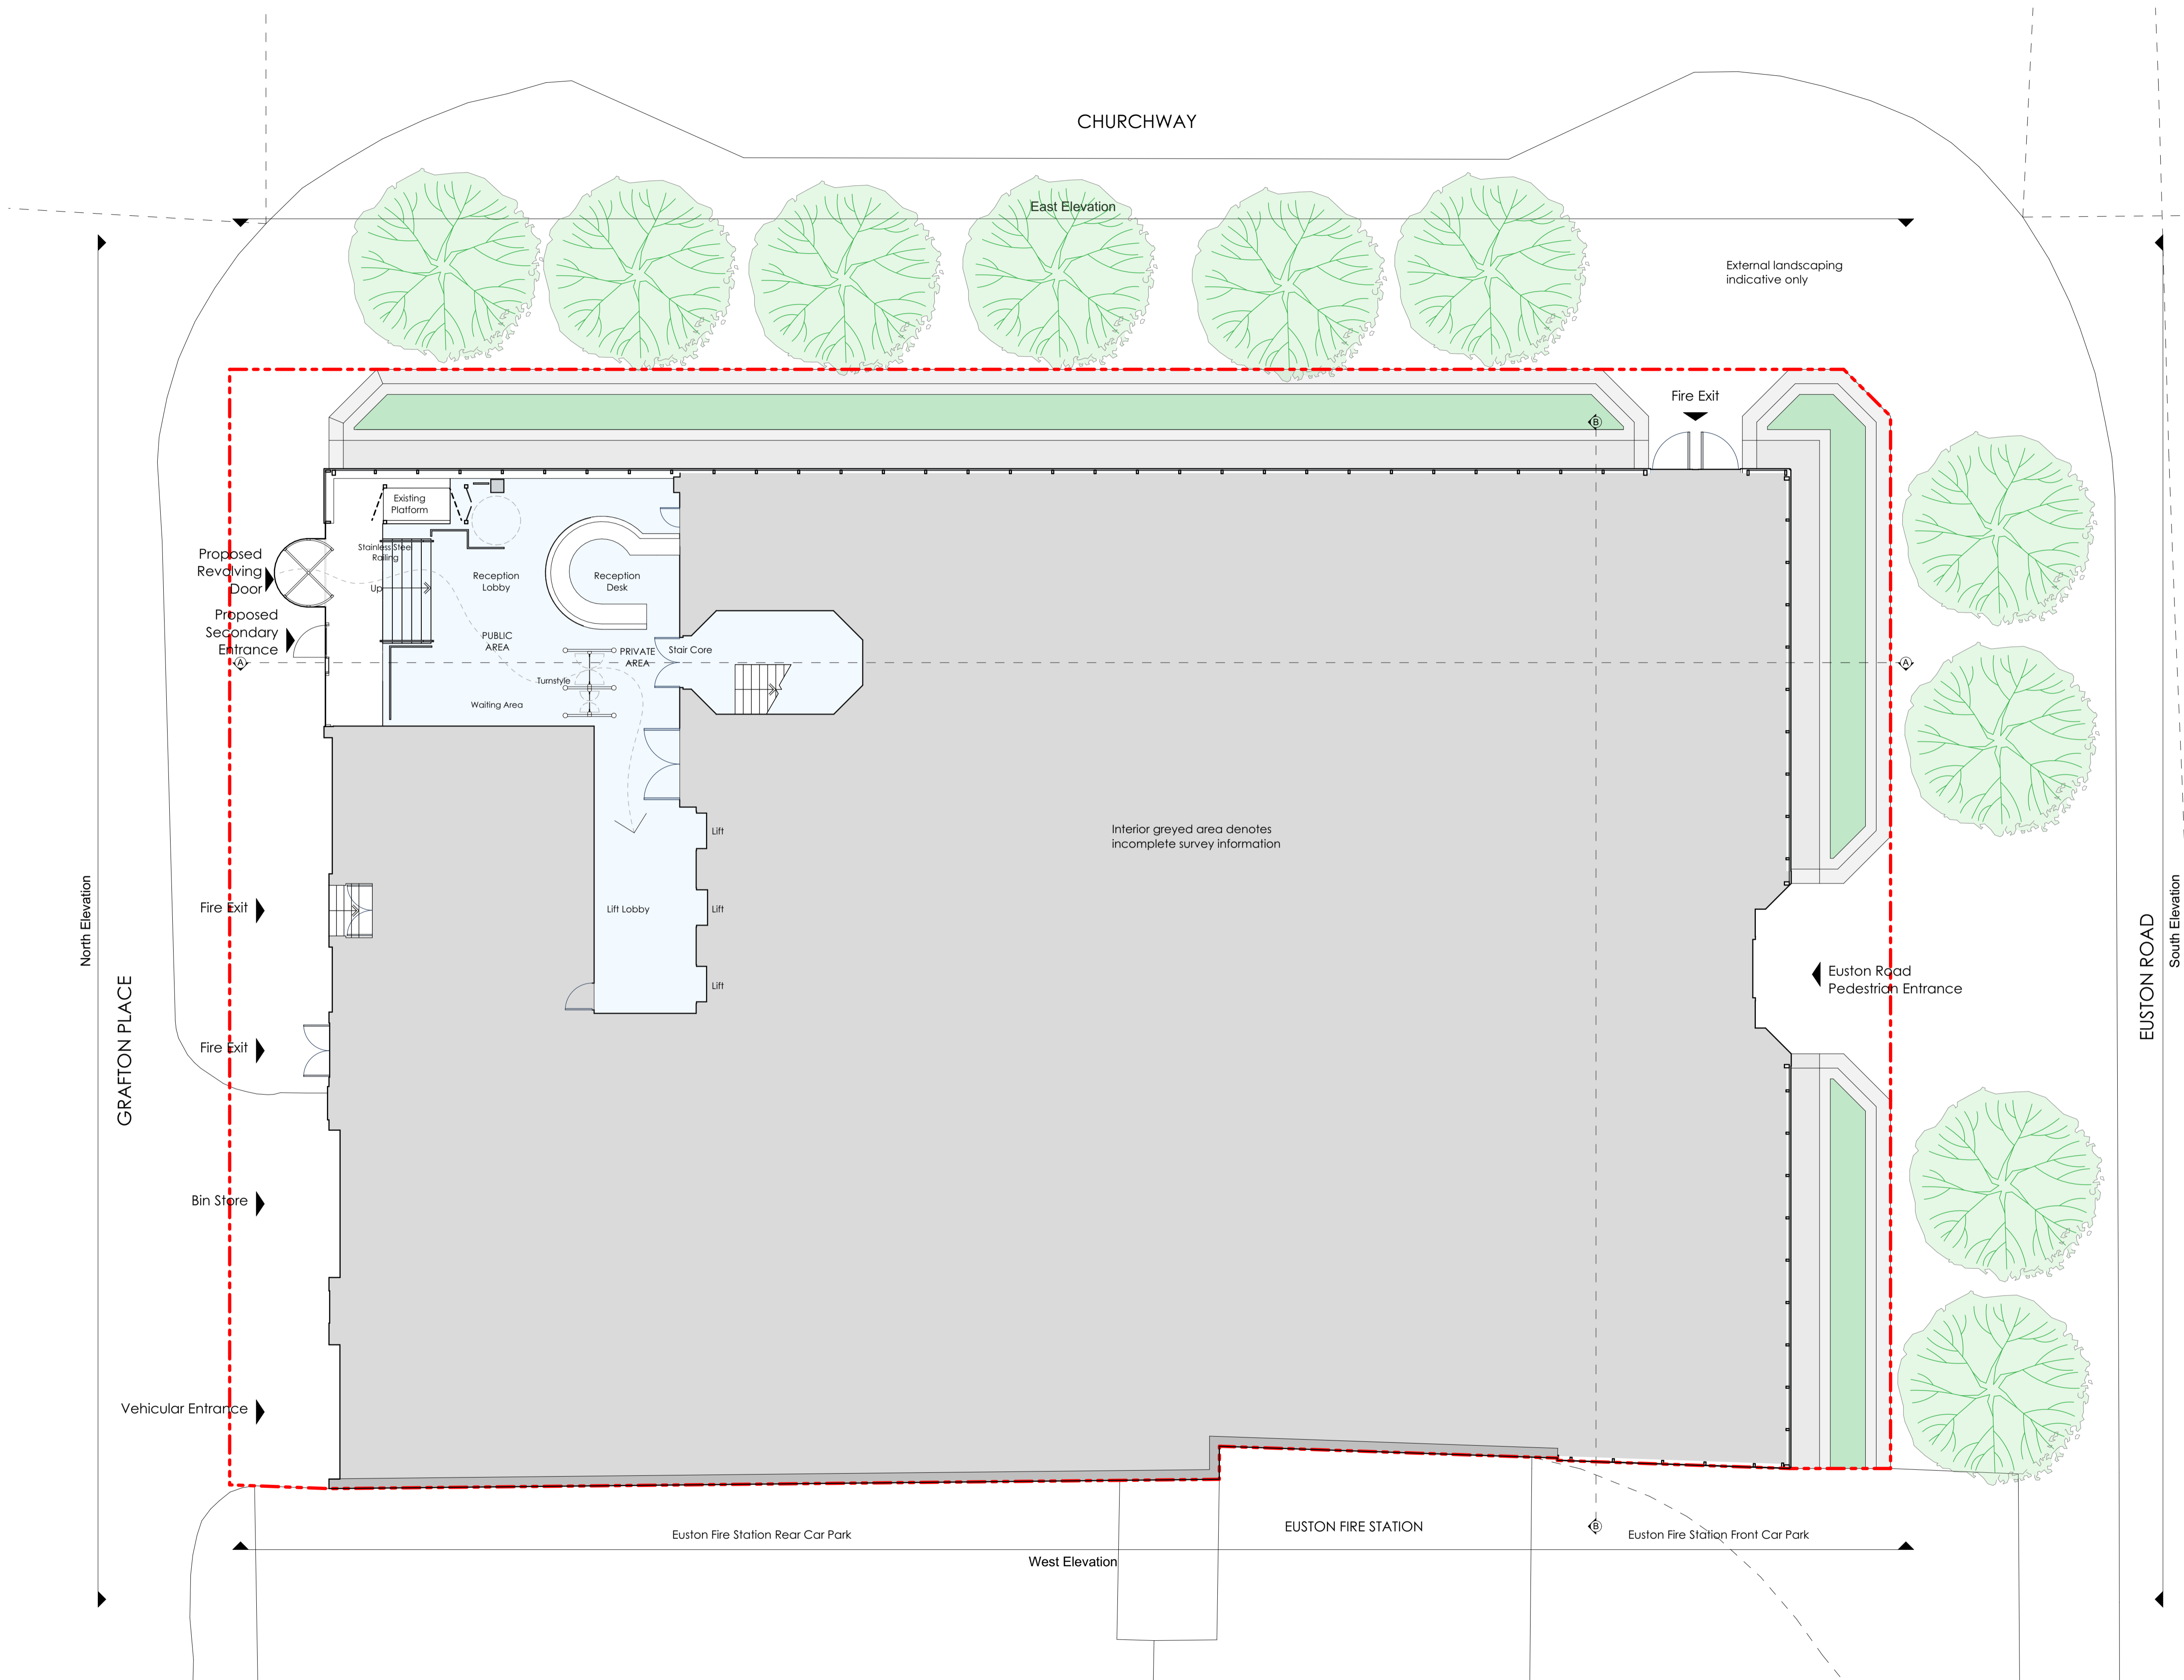 CHURCHWAY
East Elevation
External landscaping
indicative only
Fire Exit
B
Existing
Platform
Stainless Steel
Railing
Proposed
Revolving
Door
Up
Reception
Lobby
Reception
Desk
Proposed
Secondary
Entrance
PUBLIC
AREA
PRIVATE
AREA
Stair Core
A
A
Turnstyle
Waiting Area
Interior greyed area denotes
incomplete survey information
Lift
Lift
Lift
Lift Lobby
North Elevation
GRAFTON PLACE
Fire Exit
Fire Exit
Bin Store
Vehicular Entrance
Euston Road
Pedestrian Entrance
EUSTON ROAD
South Elevation
Euston Fire Station Rear Car Park
EUSTON FIRE STATION
B
Euston Fire Station Front Car Park
West Elevation